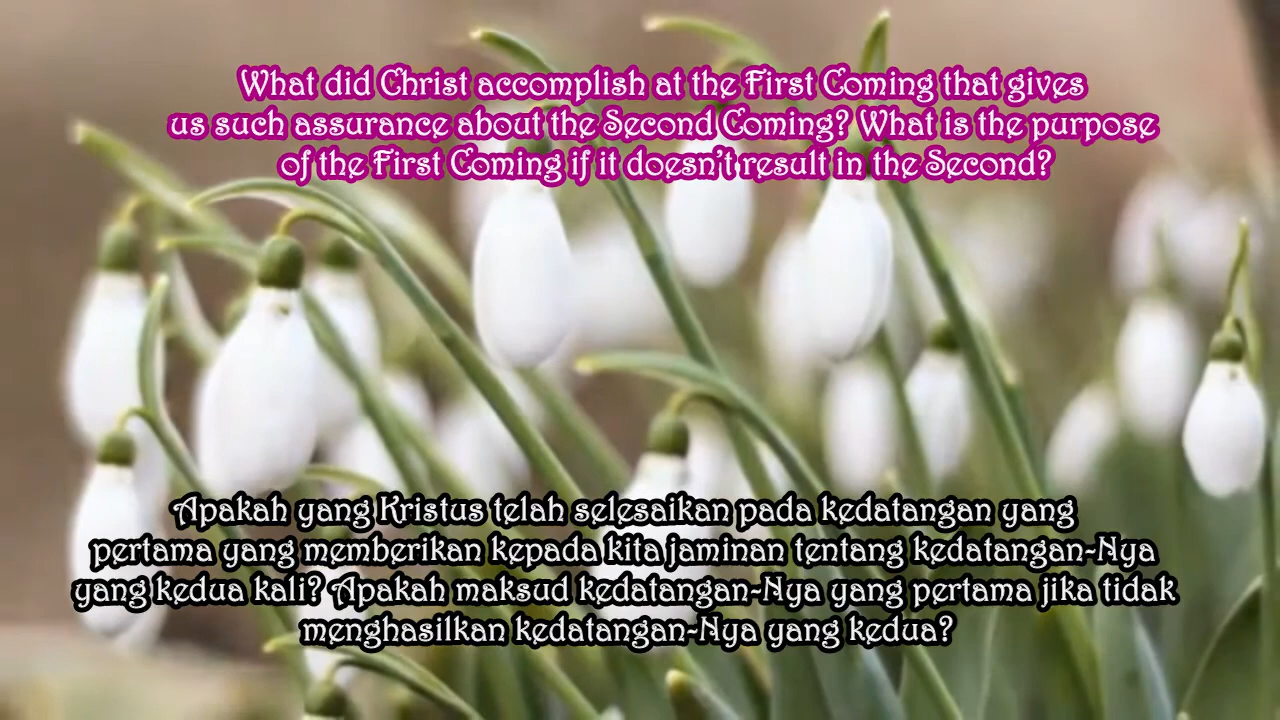 What did Christ accomplish at the First Coming that gives
us such assurance about the Second Coming? What is the purpose
of the First Coming if it doesn't result in the Second?
Apakah yang Kristus telah selesaikan pada kedatangan yang
pertama yang memberikan kepada kita jaminan tentang kedatangan-Nya
yang kedua kali? Apakah maksud kedatangan-Nya yang pertama jika tidak
menghasilkan kedatangan-Nya yang kedua?